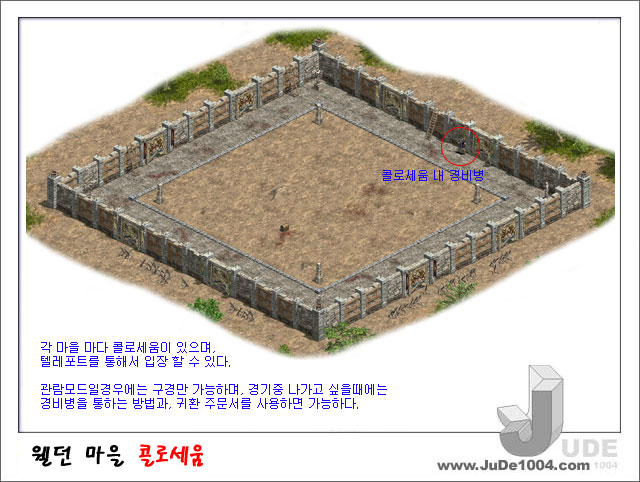 콜로세움 내 경비병
각 마을 마다 콜로세움이 있으며,
텔레포트를 통해서 입장 할 수 있다.
관람모드일경우에는 구경만 가능하며, 경기중 나가고 싶을때에는
경비병을 통하는 방법과, 귀환 주문서를 사용하면 가능하다.
웰던 마을 콜로세움
JUDE
1004
www.JuDe1004.com